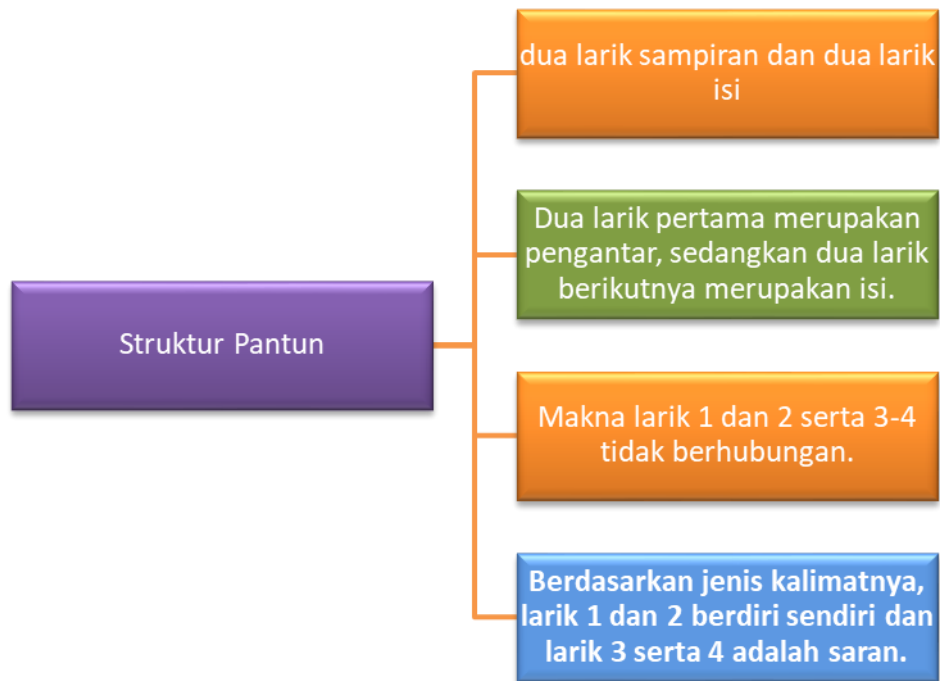 dua larik sampiran dan dua larik
isi
Dua larik pertama merupakan
pengantar, sedangkan dua larik
berikutnya merupakan isi.
Struktur Pantun
Makna larik 1 dan 2 serta 3-4
tidak berhubungan.
Berdasarkan jenis kalimatnya,
larik 1 dan 2 berdiri sendiri dan
larik 3 serta 4 adalah saran.